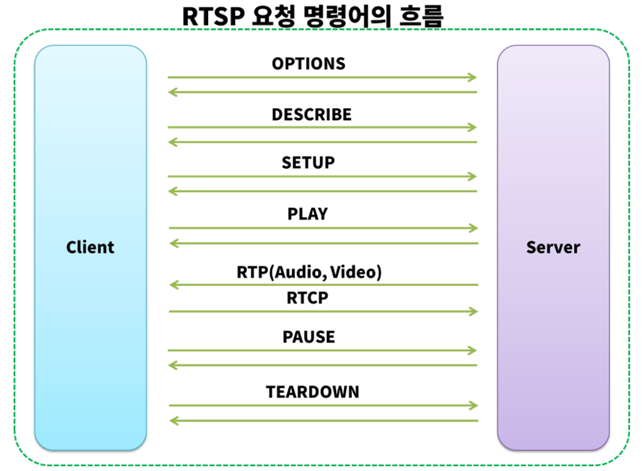 RTSP 요청 명령어의 흐름
OPTIONS
DESCRIBE
SETUP
PLAY
Client
Server
RTP(Audio, Video)
RTCP
PAUSE
TEARDOWN